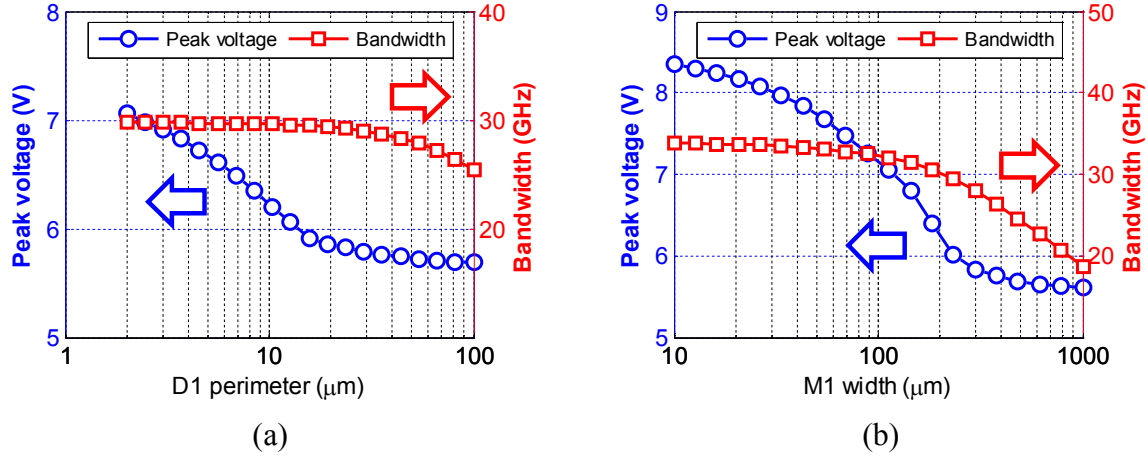 Peak voltage Bandwidth
Peak voltage (V)
8
7
6
5
40
30
20
10
Bandwidth (GHz)
1 10 100
D1 perimeter (μm)
(a)
Peak voltage Bandwidth
Peak voltage (V)
9
8
7
6
5
50
40
30
20
10
Bandwidth (GHz)
10 100 1000
M1 width (μm)
(b)